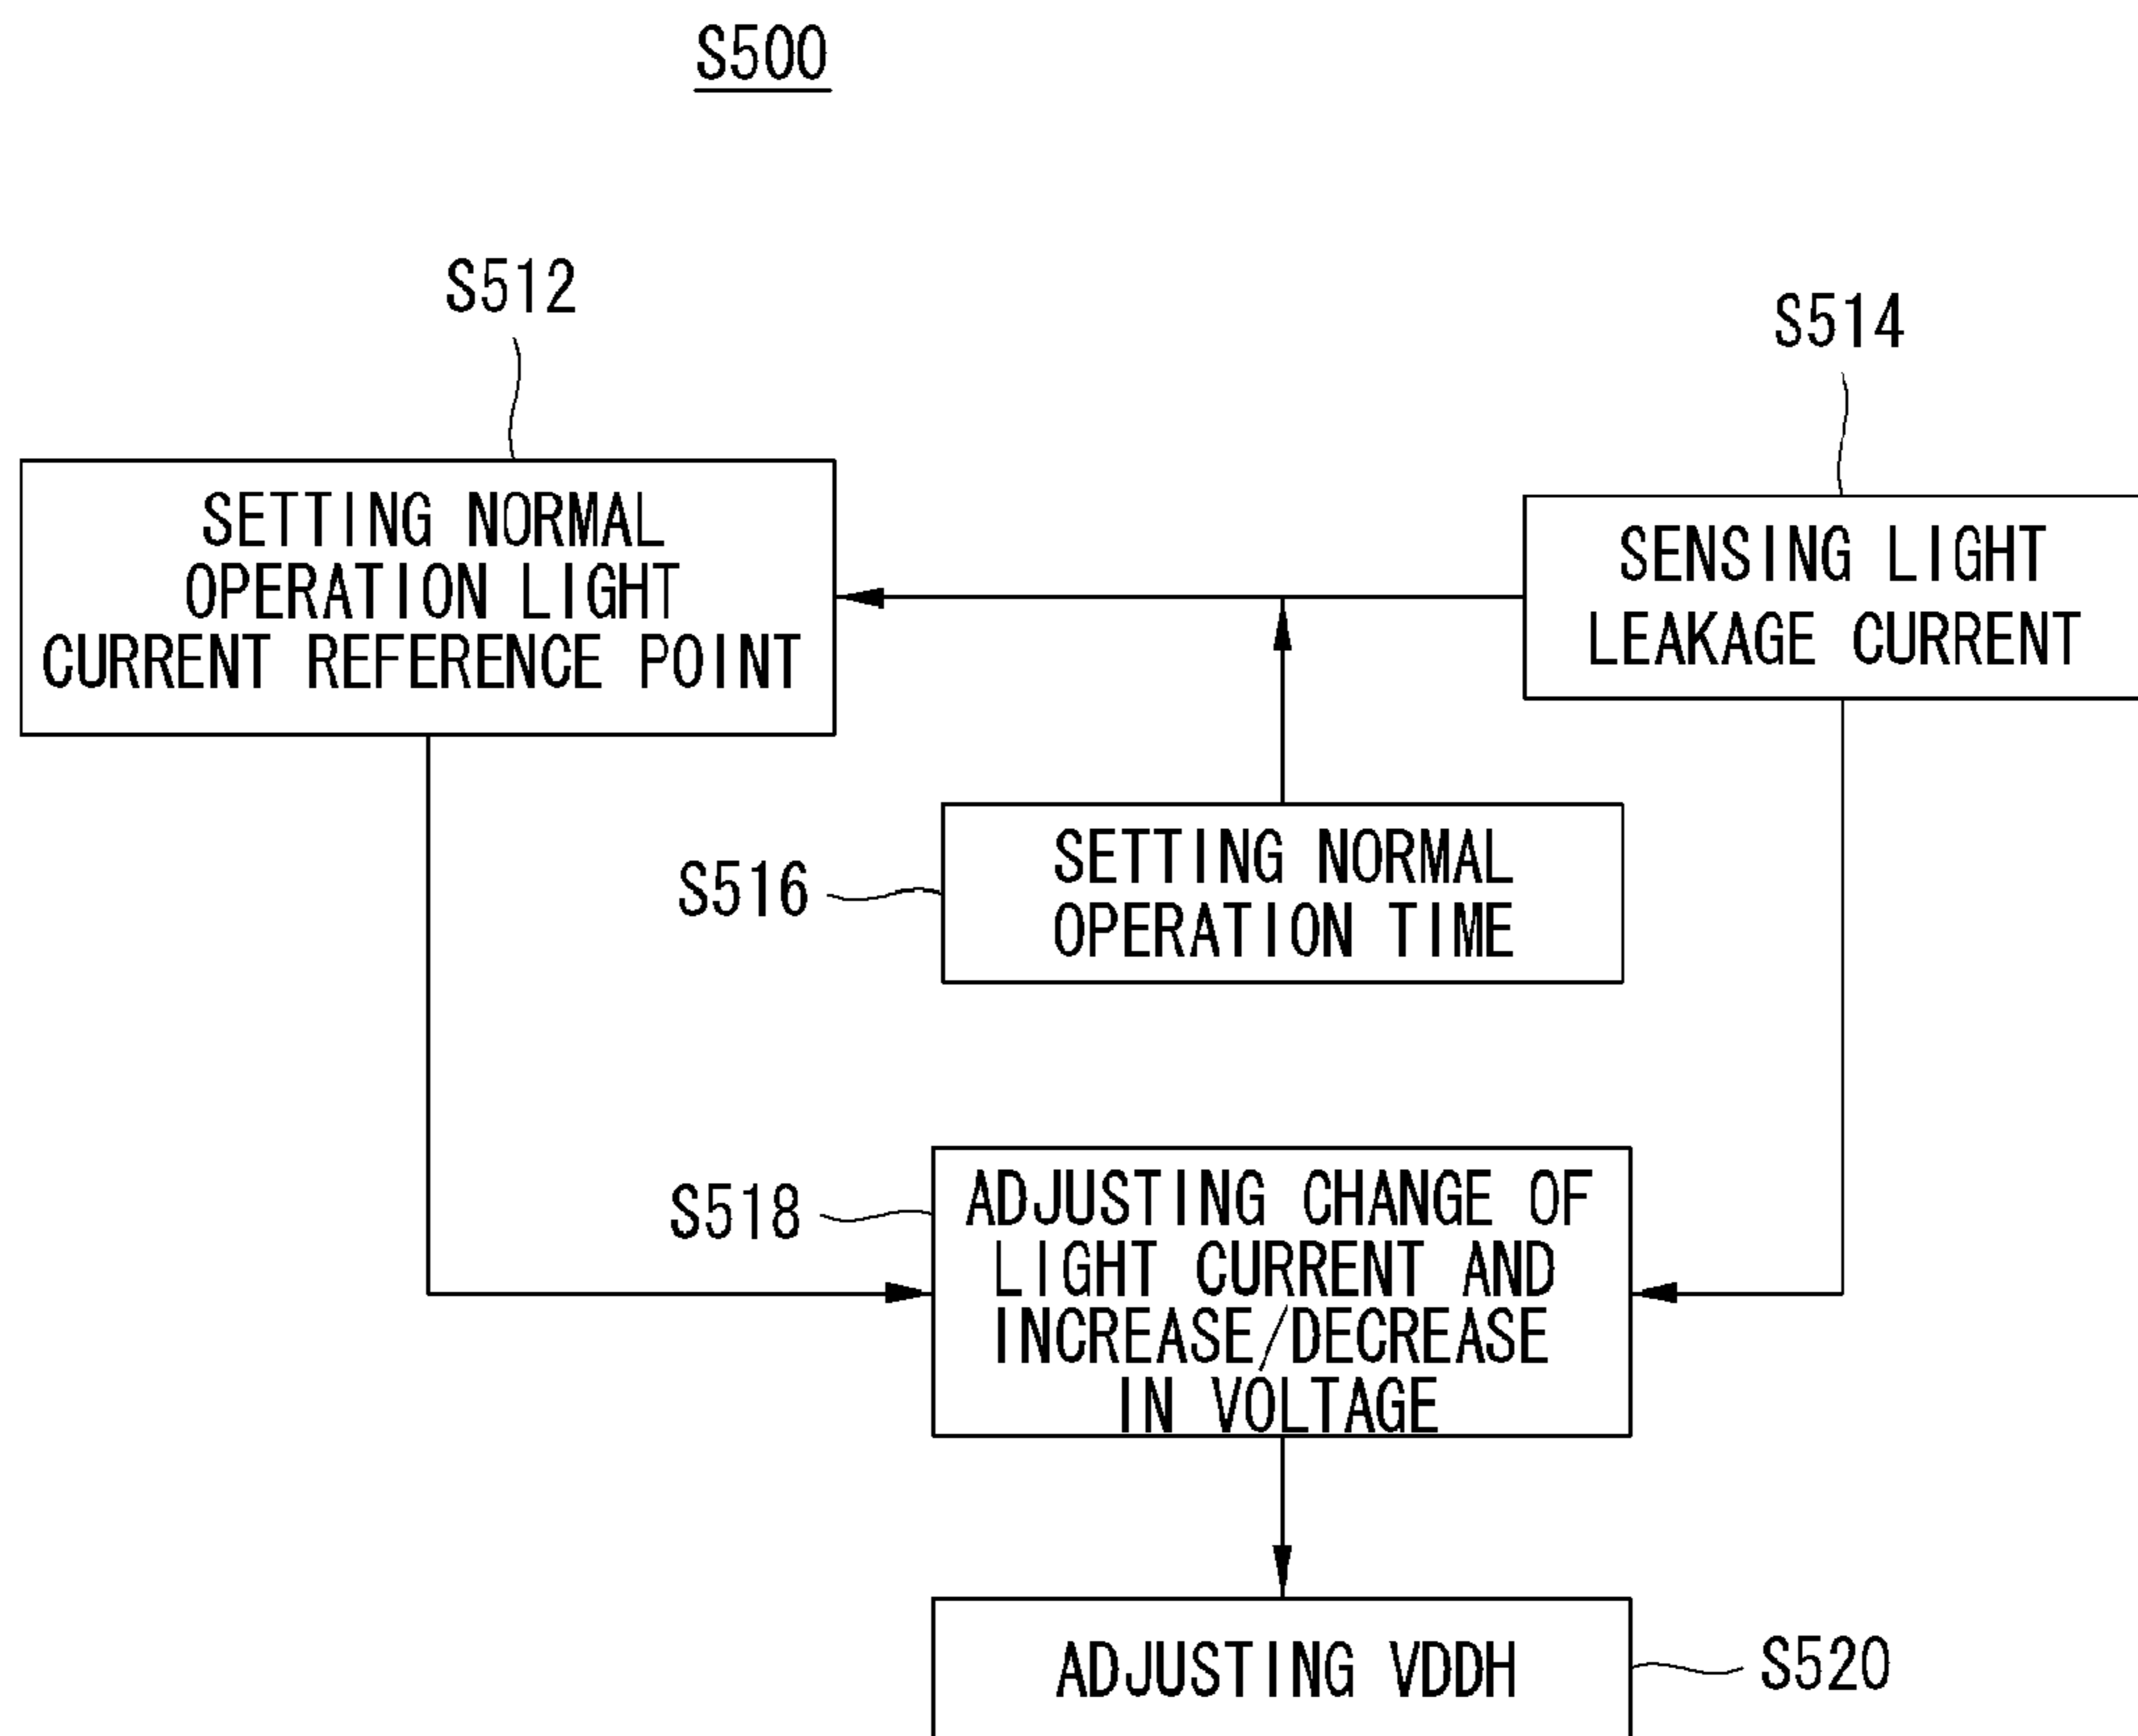 S500
S512
S514
SETTING NORMAL
OPERATION LIGHT
CURRENT REFERENCE POINT
SENSING LIGHT
LEAKAGE CURRENT
S516
SETTING NORMAL
OPERATION TIME
S518
ADJUSTING CHANGE OF
LIGHT CURRENT AND
INCREASE/DECREASE
IN VOLTAGE
ADJUSTING VDDH
S520